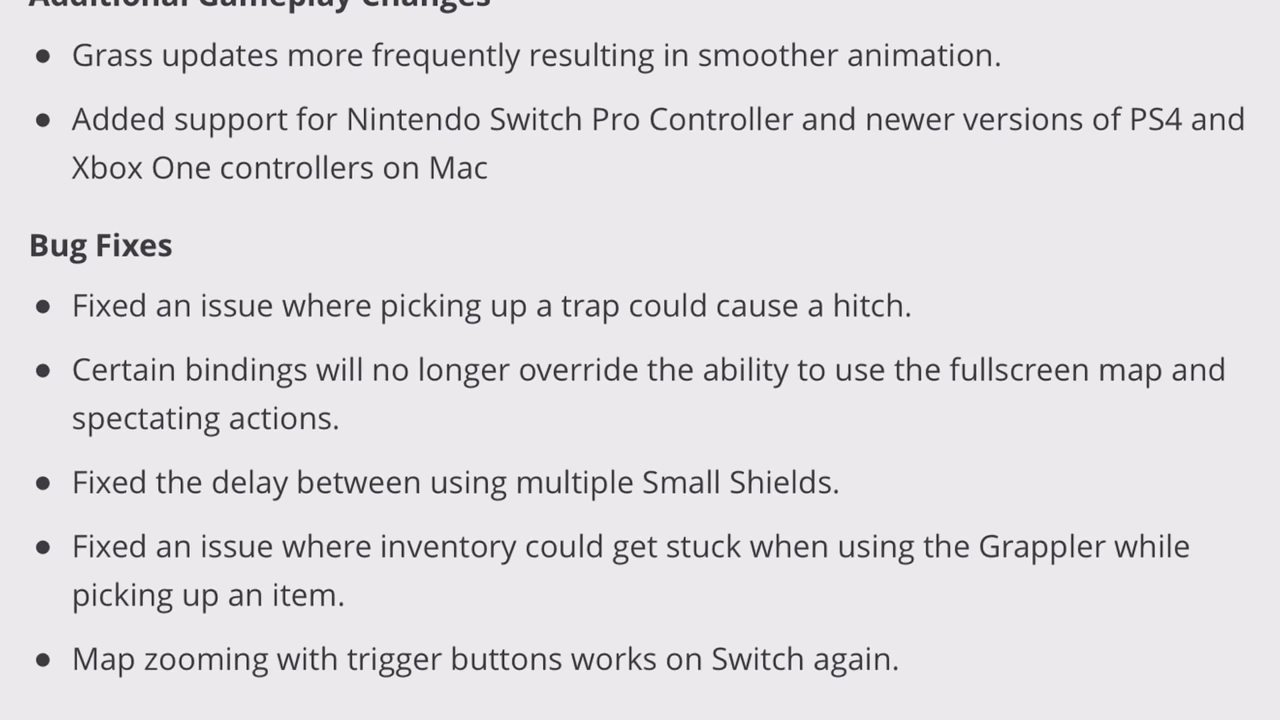 Additional Gameplay Changes
● Grass updates more frequently resulting in smoother animation.
● Added support for Nintendo Switch Pro Controller and newer versions of PS4 and
Xbox One controllers on Mac
Bug Fixes
● Fixed an issue where picking up a trap could cause a hitch.
● Certain bindings will no longer override the ability to use the fullscreen map and
spectating actions.
● Fixed the delay between using multiple Small Shields.
● Fixed an issue where inventory could get stuck when using the Grappler while
picking up an item.
● Map zooming with trigger buttons works on Switch again.